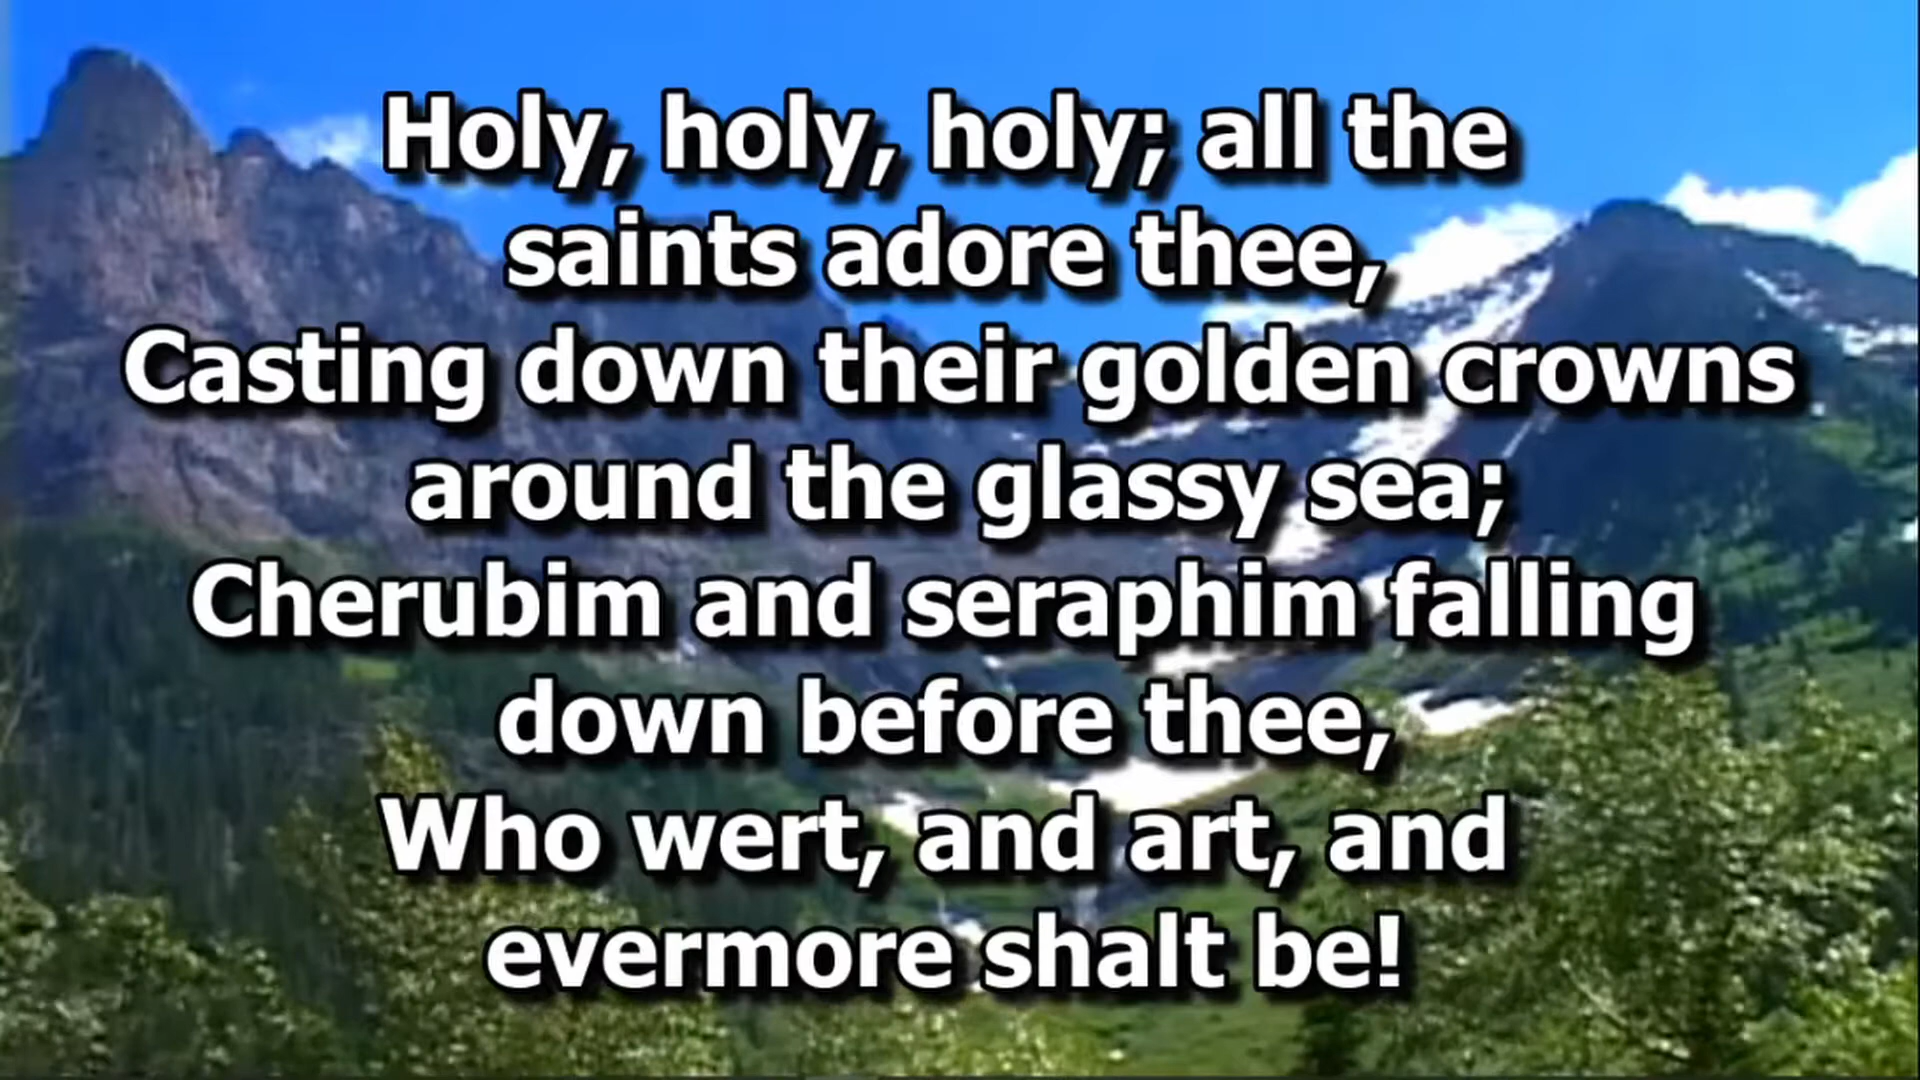 Holy, holy, holy; all the
saints adore thee,
Casting down their golden crowns
around the glassy sea;
Cherubim and seraphim falling
down before thee,
Who wert, and art, and
evermore shalt be!